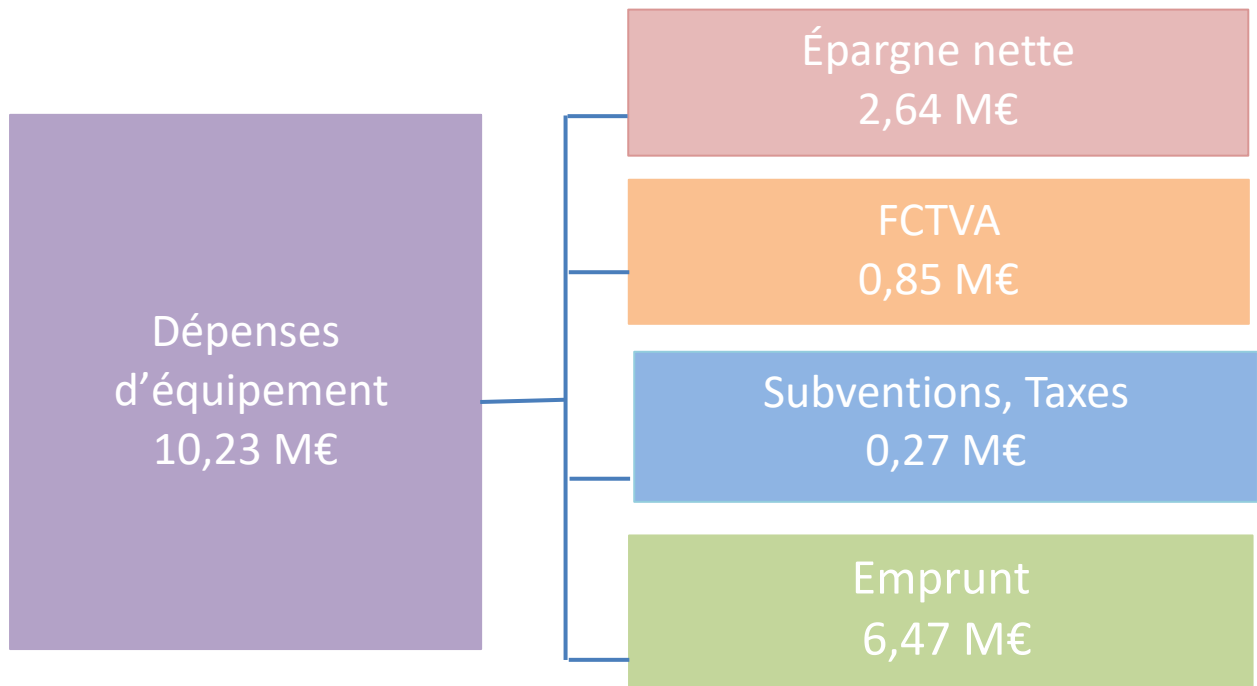 Dépenses
d’équipement
10,23 M€
Épargne nette
2,64 M€
FCTVA
0,85 M€
Subventions, Taxes
0,27 M€
Emprunt
6,47 M€